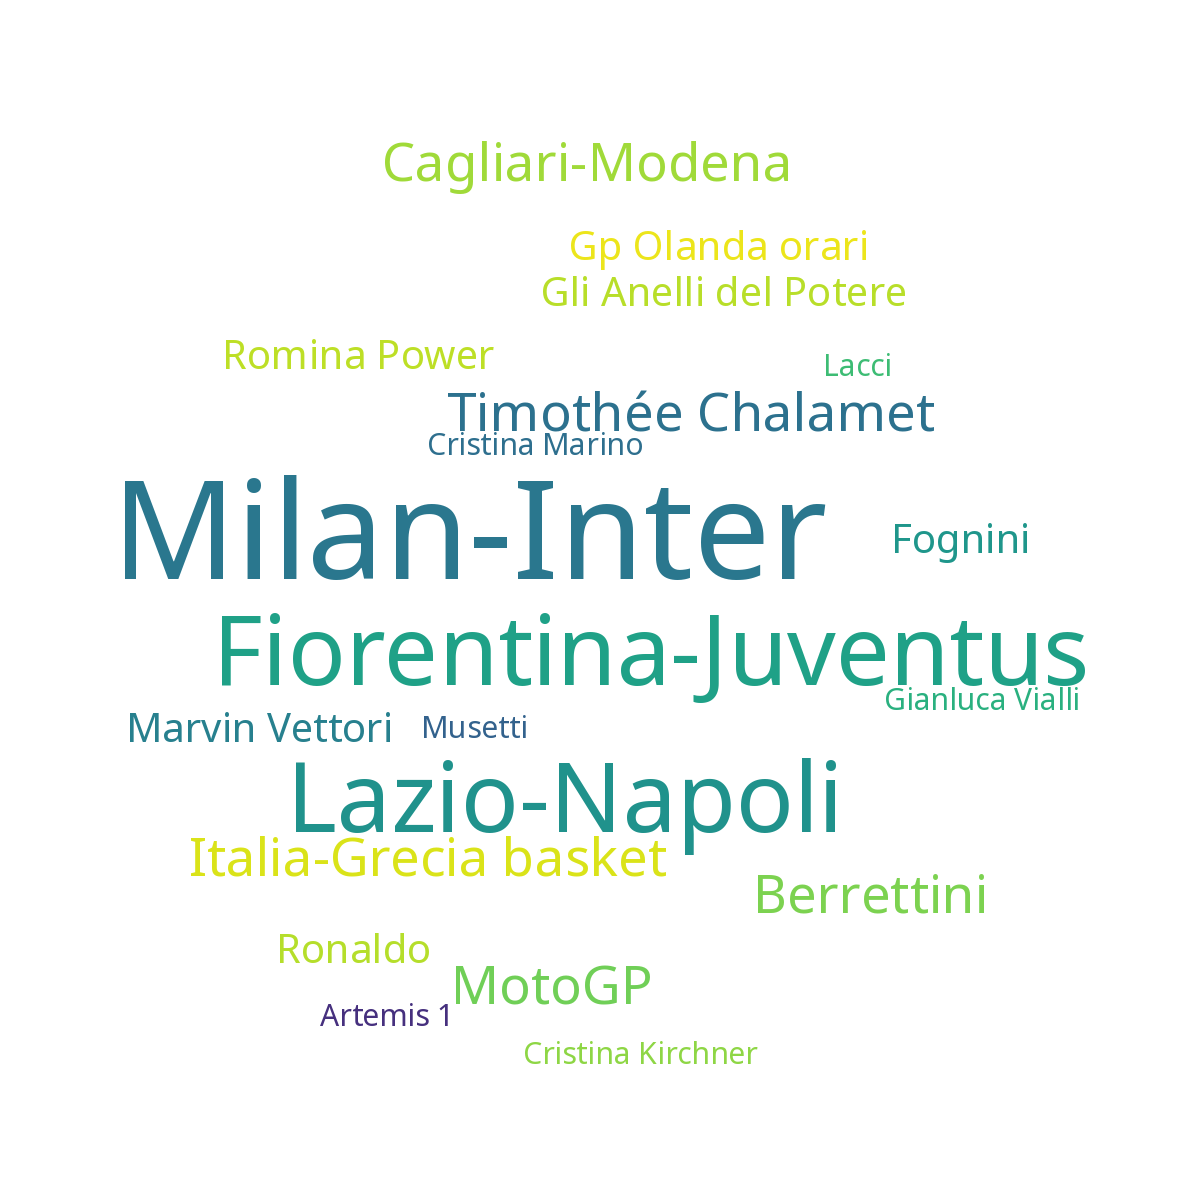 Cagliari-Modena
Gp Olanda orari
Gli Anelli del Potere
Romina Power
Lacci
Timothée Chalamet
Cristina Marino
Milan-Inter
Fognini
Fiorentina-Juventus
Gianluca Vialli
Marvin Vettori
Musetti
Lazio-Napoli
Italia-Grecia basket
Berrettini
Ronaldo
MotoGP
Artemis 1
Cristina Kirchner